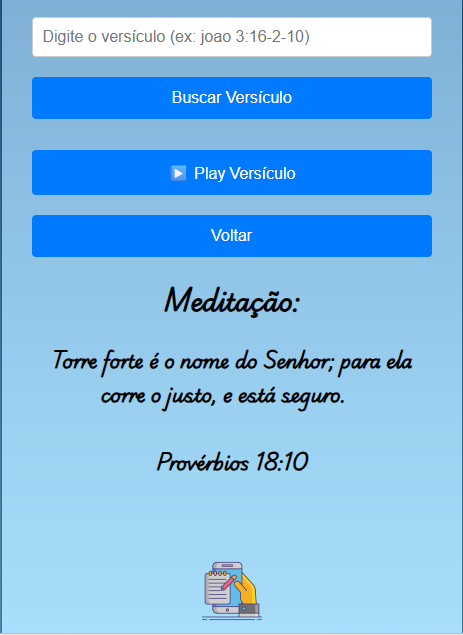 Digite o versículo (ex: joao 3:16-2-10)
Buscar Versículo
Play Versículo
Voltar
Meditação:
Torre forte é o nome do Senhor; para ela
corre o justo, e está seguro.
Provérbios 18:10